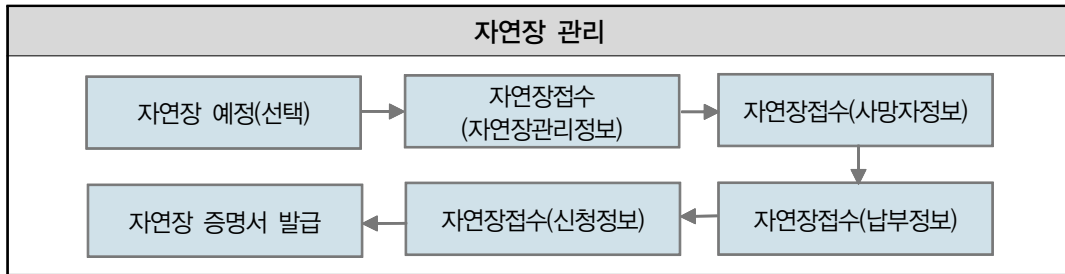 자연장 관리
자연장 예정(선택)
자연장접수
(자연장관리정보)
자연장접수(사망자정보)
자연장접수(납부정보)
자연장접수(신청정보)
자연장 증명서 발급